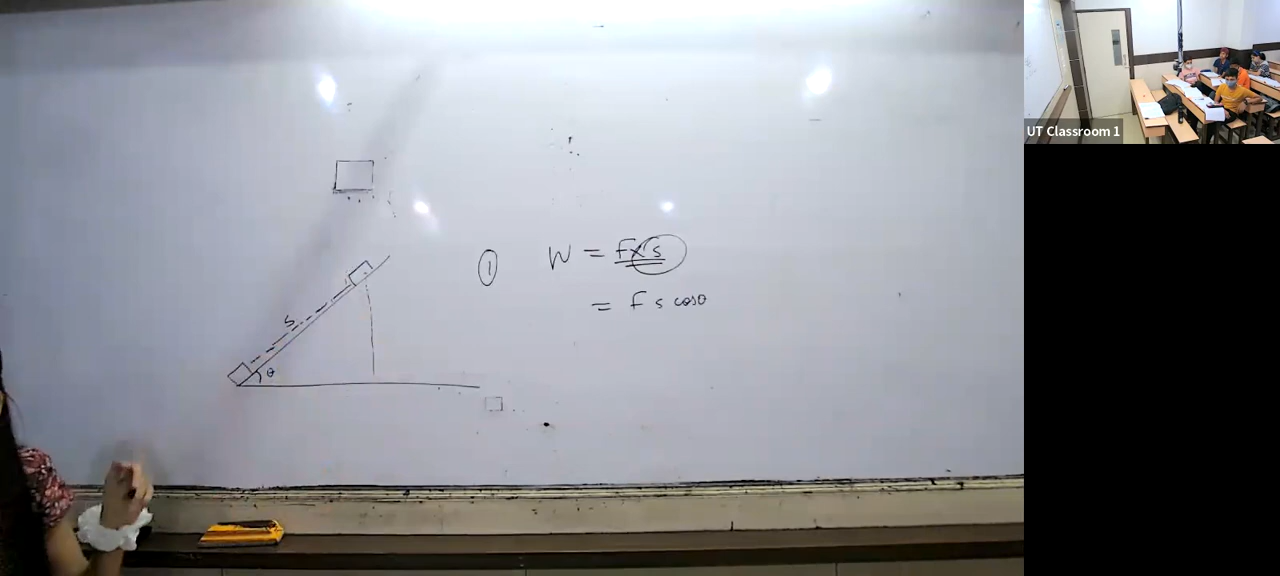 ① W = F×s
= F s cosθ
s
θ
UT Classroom 1